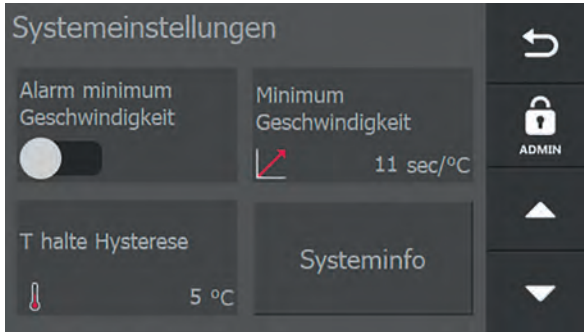 Systemeinstellungen
Alarm minimum
Geschwindigkeit
Minimum
Geschwindigkeit
11 sec/°C
ADMIN
T halte Hysterese
5 °C
Systeminfo